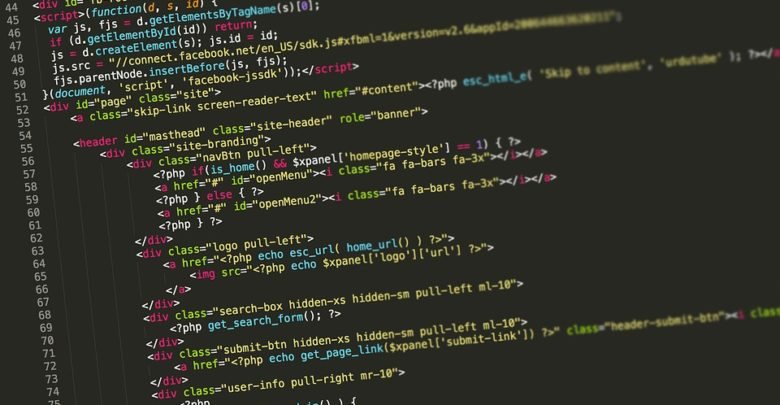 44 <div id="fb-ro
45 <script>(function(d, s, id) {
46 var js, fjs = d.getElementsByTagName(s)[0];
47 if (d.getElementById(id)) return;
48 js = d.createElement(s); js.id = id;
49 js.src = "//connect.facebook.net/en_US/sdk.js#xfbml=1&version=v2.6&appId=
50 fjs.parentNode.insertBefore(js, fjs);
51 }(document, 'script', 'facebook-jssdk'));</script>
52 <div id="page" class="site">
53 <a class="skip-link screen-reader-text" href="#content"><?php esc_html_e( 'Skip to content', 'urdutube' ); ?></a
54
55 <header id="masthead" class="site-header" role="banner">
56 <div class="site-branding">
57 <div class="navBtn pull-left">
58 <?php if(is_home() && $xpanel['homepage-style'] == 1) { ?>
59 <a href="#" id="openMenu"><i class="fa fa-bars fa-3x"></i></a>
60 <?php } else { ?>
61 <a href="#" id="openMenu2"><i class="fa fa-bars fa-3x"></i></a>
62 <?php } ?>
63 </div>
64 <div class="logo pull-left">
65 <a href="<?php echo esc_url( home_url() ) ?>">
66 <img src="<?php echo $xpanel['logo']['url'] ?>">
67 </a>
68 </div>
69 <div class="search-box hidden-xs hidden-sm pull-left ml-10">
70 <?php get_search_form(); ?>
71 </div>
72 <div class="submit-btn hidden-xs hidden-sm pull-left ml-10">
73 <a href="<?php echo get_page_link($xpanel['submit-link']) ?>" class="header-submit-btn"><i class
74 </div>
75 <div class="user-info pull-right mr-10">
<?php